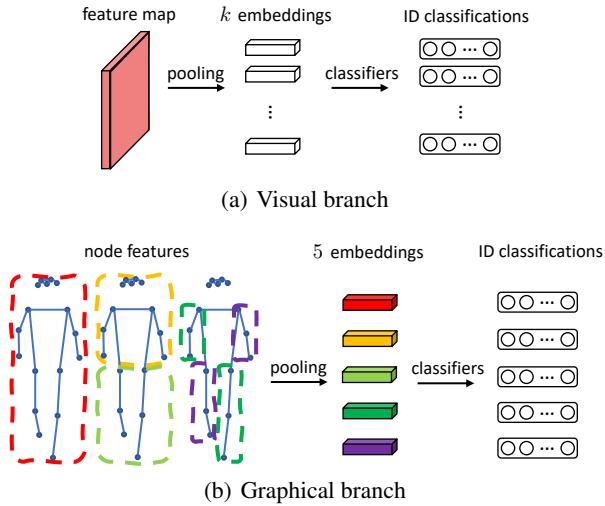 feature map
k embeddings
ID classifications
pooling
classifiers
...
...
...
...
...
(a) Visual branch
node features
5 embeddings
ID classifications
pooling
classifiers
...
...
...
...
...
(b) Graphical branch